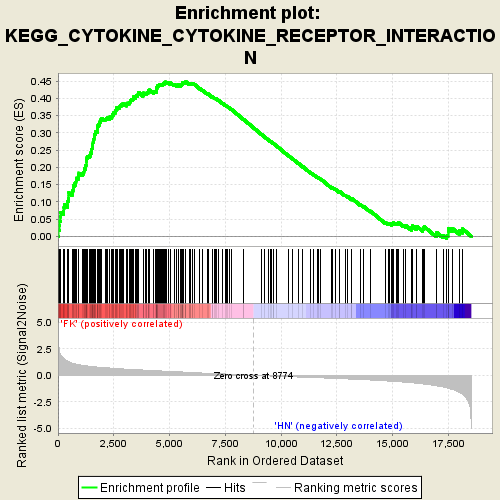 Enrichment plot:
KEGG_CYTOKINE_CYTOKINE_RECEPTOR_INTERACTIO
N
Enrichment score (ES)
0.45
0.40
0.35
0.30
0.25
0.20
0.15
0.10
0.05
0.00
Ranked list metric (Signal2Noise)
5.0
2.5
0.0
-2.5
-5.0
'FK' (positively correlated)
Zero cross at 8774
'HN' (negatively correlated)
0
2,500
5,000
7,500
10,000
12,500
15,000
17,500
Rank in Ordered Dataset
Enrichment profile
Hits
Ranking metric scores